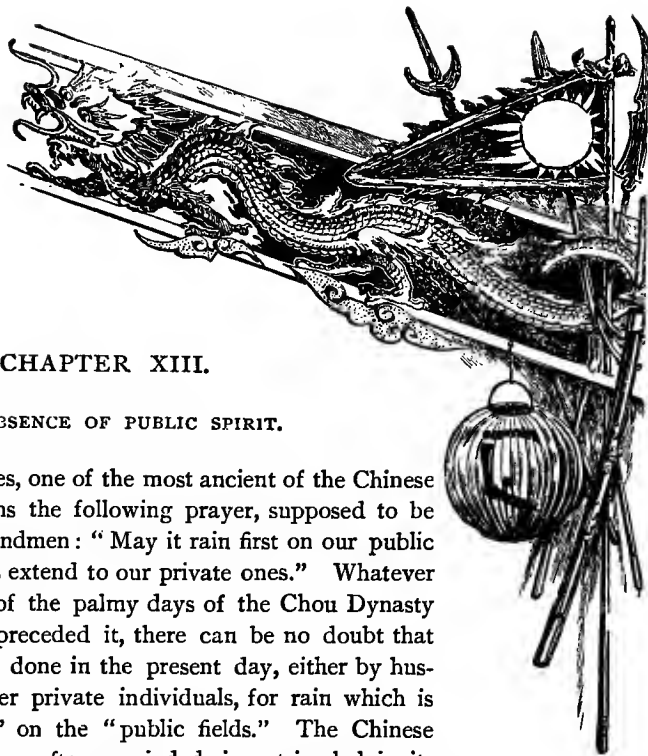 CHAPTER XIII.
BSENCE OF PUBLIC SPIRIT.
es, one of the most ancient of the Chinese
ns the following prayer, supposed to be
ndmen: “ May it rain first on our public
extend to our private ones.” Whatever
of the palmy days of the Chou Dynasty
preceded it, there can be no doubt that
done in the present day, either by hus-
er private individuals, for rain which is
” on the “public fields.” The Chinese